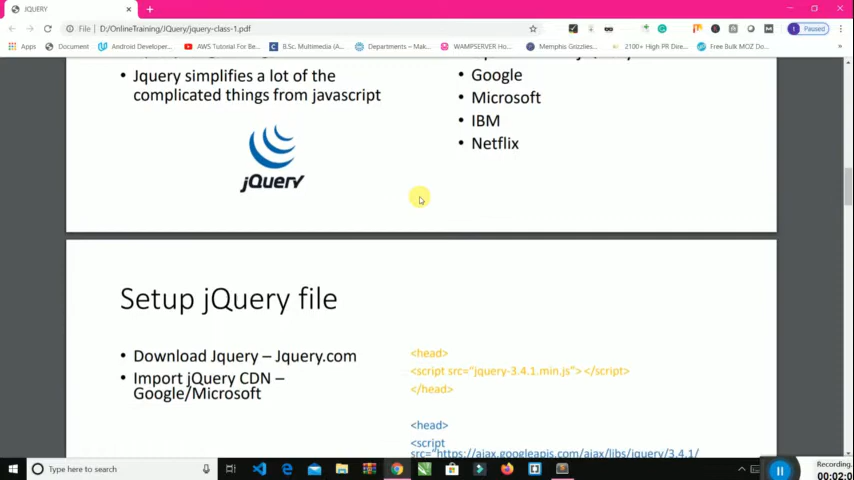 JQUERY
File | D:/OnlineTraining/JQuery/jquery-class-1.pdf
Paused
Apps Document Android Developer... AWS Tutorial For Be... B.Sc. Multimedia (A... Departments – Mak... WAMPSERVER Ho... Memphis Grizzlies... 2100+ High PR Dire... Free Bulk MOZ Do...
• Jquery simplifies a lot of the
complicated things from javascript
jQuery
• Google
• Microsoft
• IBM
• Netflix
Setup jQuery file
• Download Jquery – Jquery.com
• Import jQuery CDN –
Google/Microsoft
<head>
<script src="jquery-3.4.1.min.js"></script>
</head>
<head>
<script
src="https://ajax.googleapis.com/ajax/libs/jquery/3.4.1/
Type here to search
Recording...
00:02:0